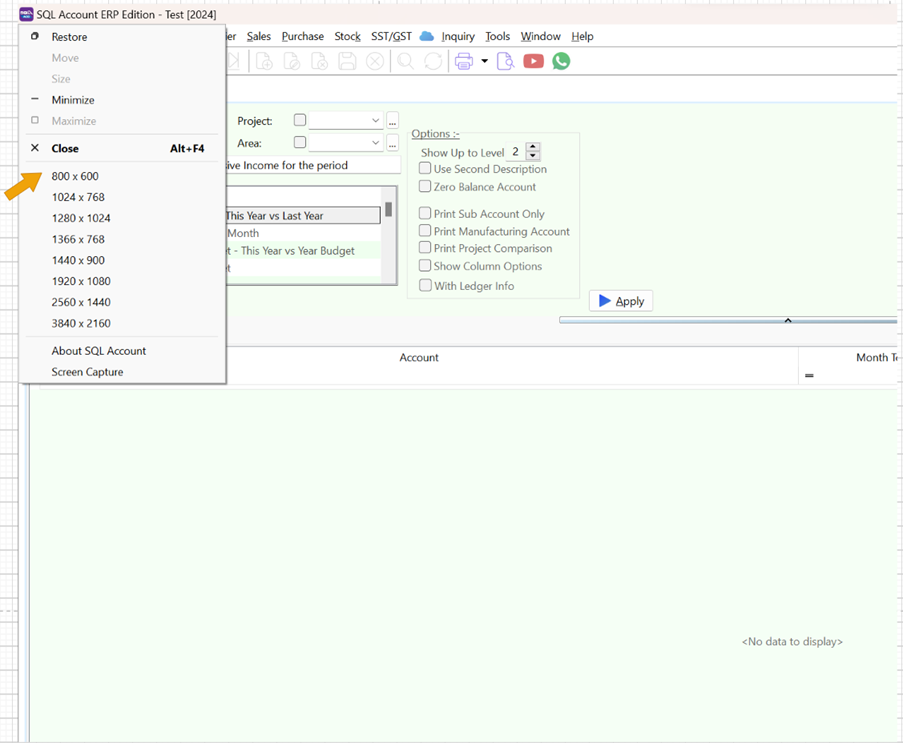 SQL Account ERP Edition - Test [2024]
er Sales Purchase Stock SST/GST Inquiry Tools Window Help
Restore
Move
Size
Minimize
Maximize
Close Alt+F4
800 x 600
1024 x 768
1280 x 1024
1366 x 768
1440 x 900
1920 x 1080
2560 x 1440
3840 x 2160
About SQL Account
Screen Capture
Project: ...
Area: ...
sive Income for the period
This Year vs Last Year
Month
et - This Year vs Year Budget
et
Options :-
Show Up to Level 2
Use Second Description
Zero Balance Account
Print Sub Account Only
Print Manufacturing Account
Print Project Comparison
Show Column Options
With Ledger Info
Apply
Account Month To
<No data to display>